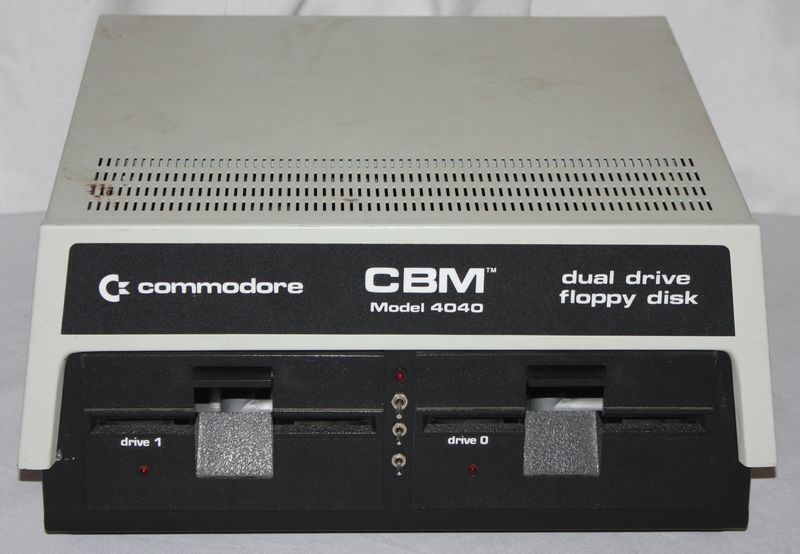 commodore
CBM™
Model 4040
dual drive
floppy disk
drive 1
drive 0